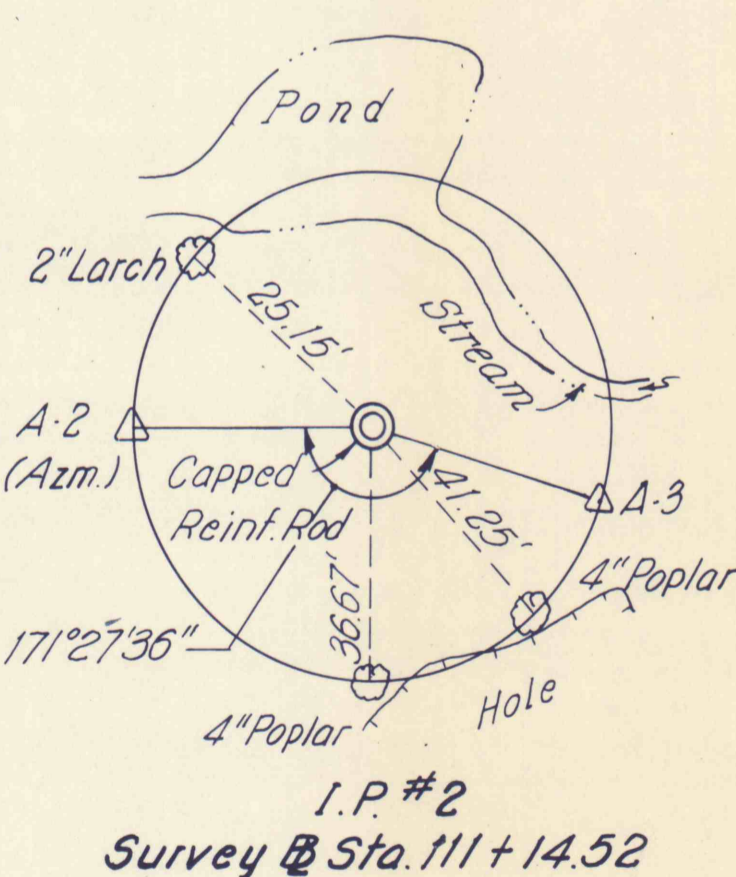 Pond
2" Larch
25.15'
Stream
A-2
(Azm.)
Capped
Reinf. Rod
41.25'
A-3
36.67'
4" Poplar
171°27'36"
4" Poplar
Hole
I.P. #2
Survey BL Sta. 111 + 14.52